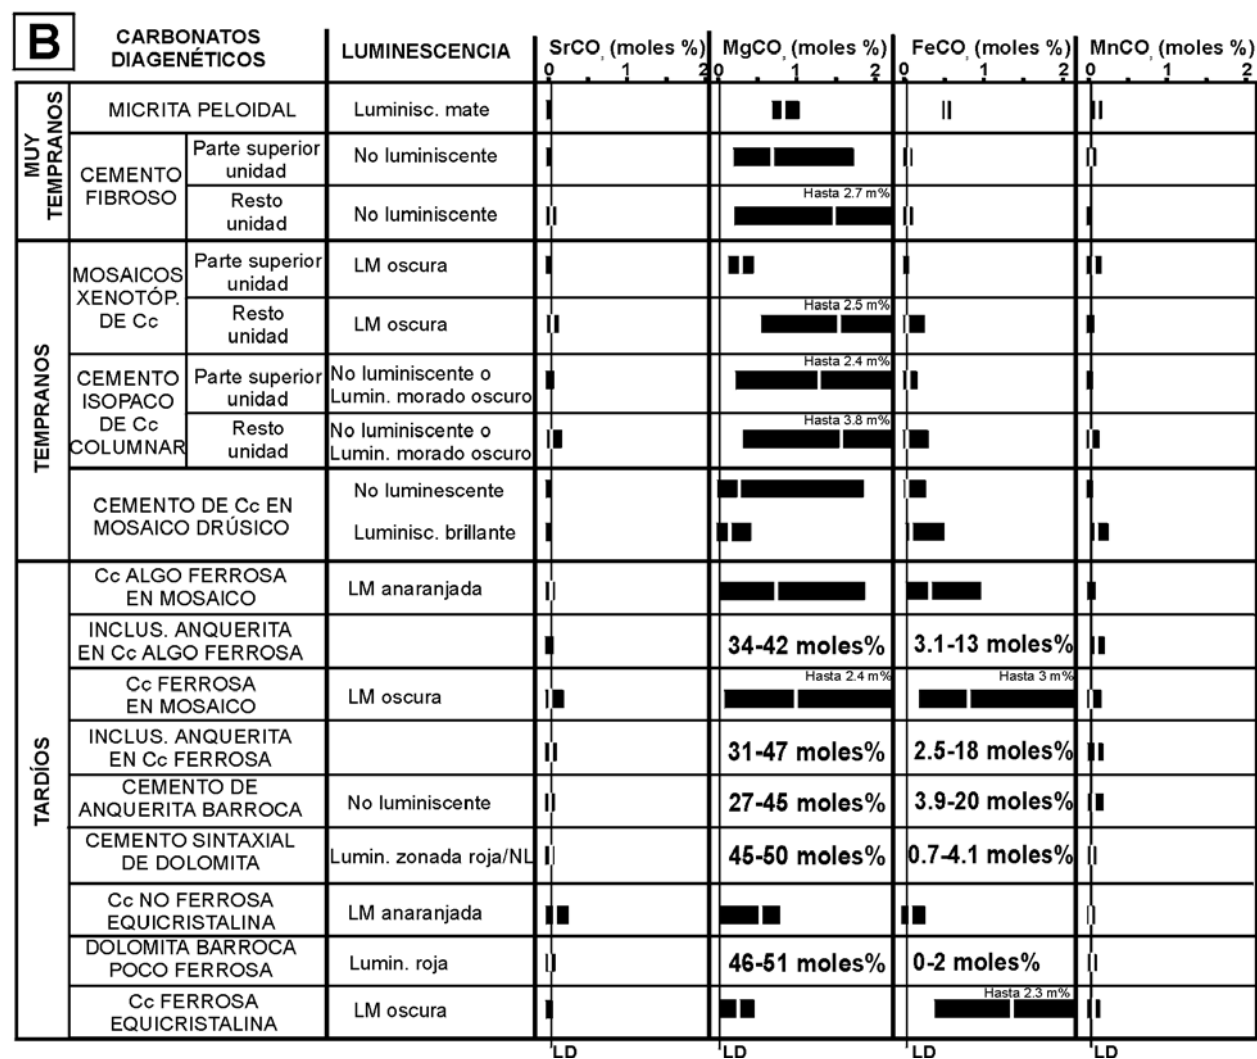 B
CARBONATOS
DIAGENÉTICOS
LUMINESCENCIA
SrCO, (moles %)
0 1 2
MgCO, (moles %)
0 1 2
FeCO, (moles %)
0 1 2
MnCO, (moles %)
0 1 2
MUY
TEMPRANOS
MICRITA PELOIDAL
Luminisc. mate
CEMENTO
FIBROSO
Parte superior
unidad
No luminiscente
Resto
unidad
No luminiscente
Hasta 2.7 m%
TEMPRANOS
MOSAICOS
XENOTÓP.
DE Cc
Parte superior
unidad
LM oscura
Resto
unidad
LM oscura
Hasta 2.5 m%
CEMENTO
ISOPACO
DE Cc
COLUMNAR
Parte superior
unidad
No luminiscente o
Lumin. morado oscuro
Hasta 2.4 m%
Resto
unidad
No luminiscente o
Lumin. morado oscuro
Hasta 3.8 m%
CEMENTO DE Cc EN
MOSAICO DRÚSICO
No luminescente
Luminisc. brillante
TARDÍOS
Cc ALGO FERROSA
EN MOSAICO
LM anaranjada
INCLUS. ANQUERITA
EN Cc ALGO FERROSA
34-42 moles%
3.1-13 moles%
Cc FERROSA
EN MOSAICO
LM oscura
Hasta 2.4 m%
Hasta 3 m%
INCLUS. ANQUERITA
EN Cc FERROSA
31-47 moles%
2.5-18 moles%
CEMENTO DE
ANQUERITA BARROCA
No luminiscente
27-45 moles%
3.9-20 moles%
CEMENTO SINTAXIAL
DE DOLOMITA
Lumin. zonada roja/NL
45-50 moles%
0.7-4.1 moles%
Cc NO FERROSA
EQUICRISTALINA
LM anaranjada
DOLOMITA BARROCA
POCO FERROSA
Lumin. roja
46-51 moles%
0-2 moles%
Cc FERROSA
EQUICRISTALINA
LM oscura
Hasta 2.3 m%
LD
LD
LD
LD